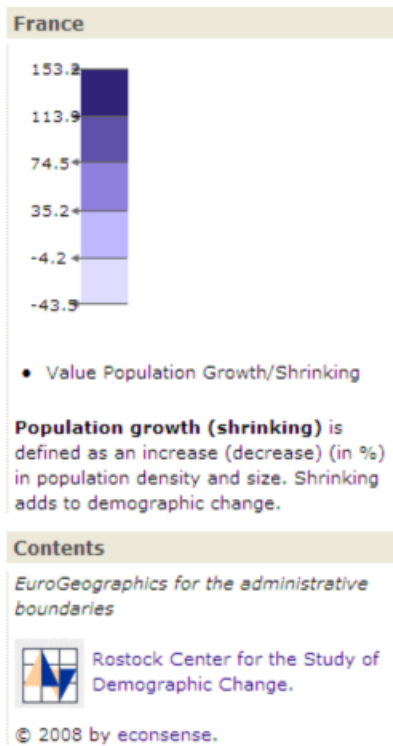 France
153.2
113.9
74.5
35.2
-4.2
-43.5
• Value Population Growth/Shrinking
Population growth (shrinking) is
defined as an increase (decrease) (in %)
in population density and size. Shrinking
adds to demographic change.
Contents
EuroGeographics for the administrative
boundaries
Rostock Center for the Study of
Demographic Change.
© 2008 by econsense.